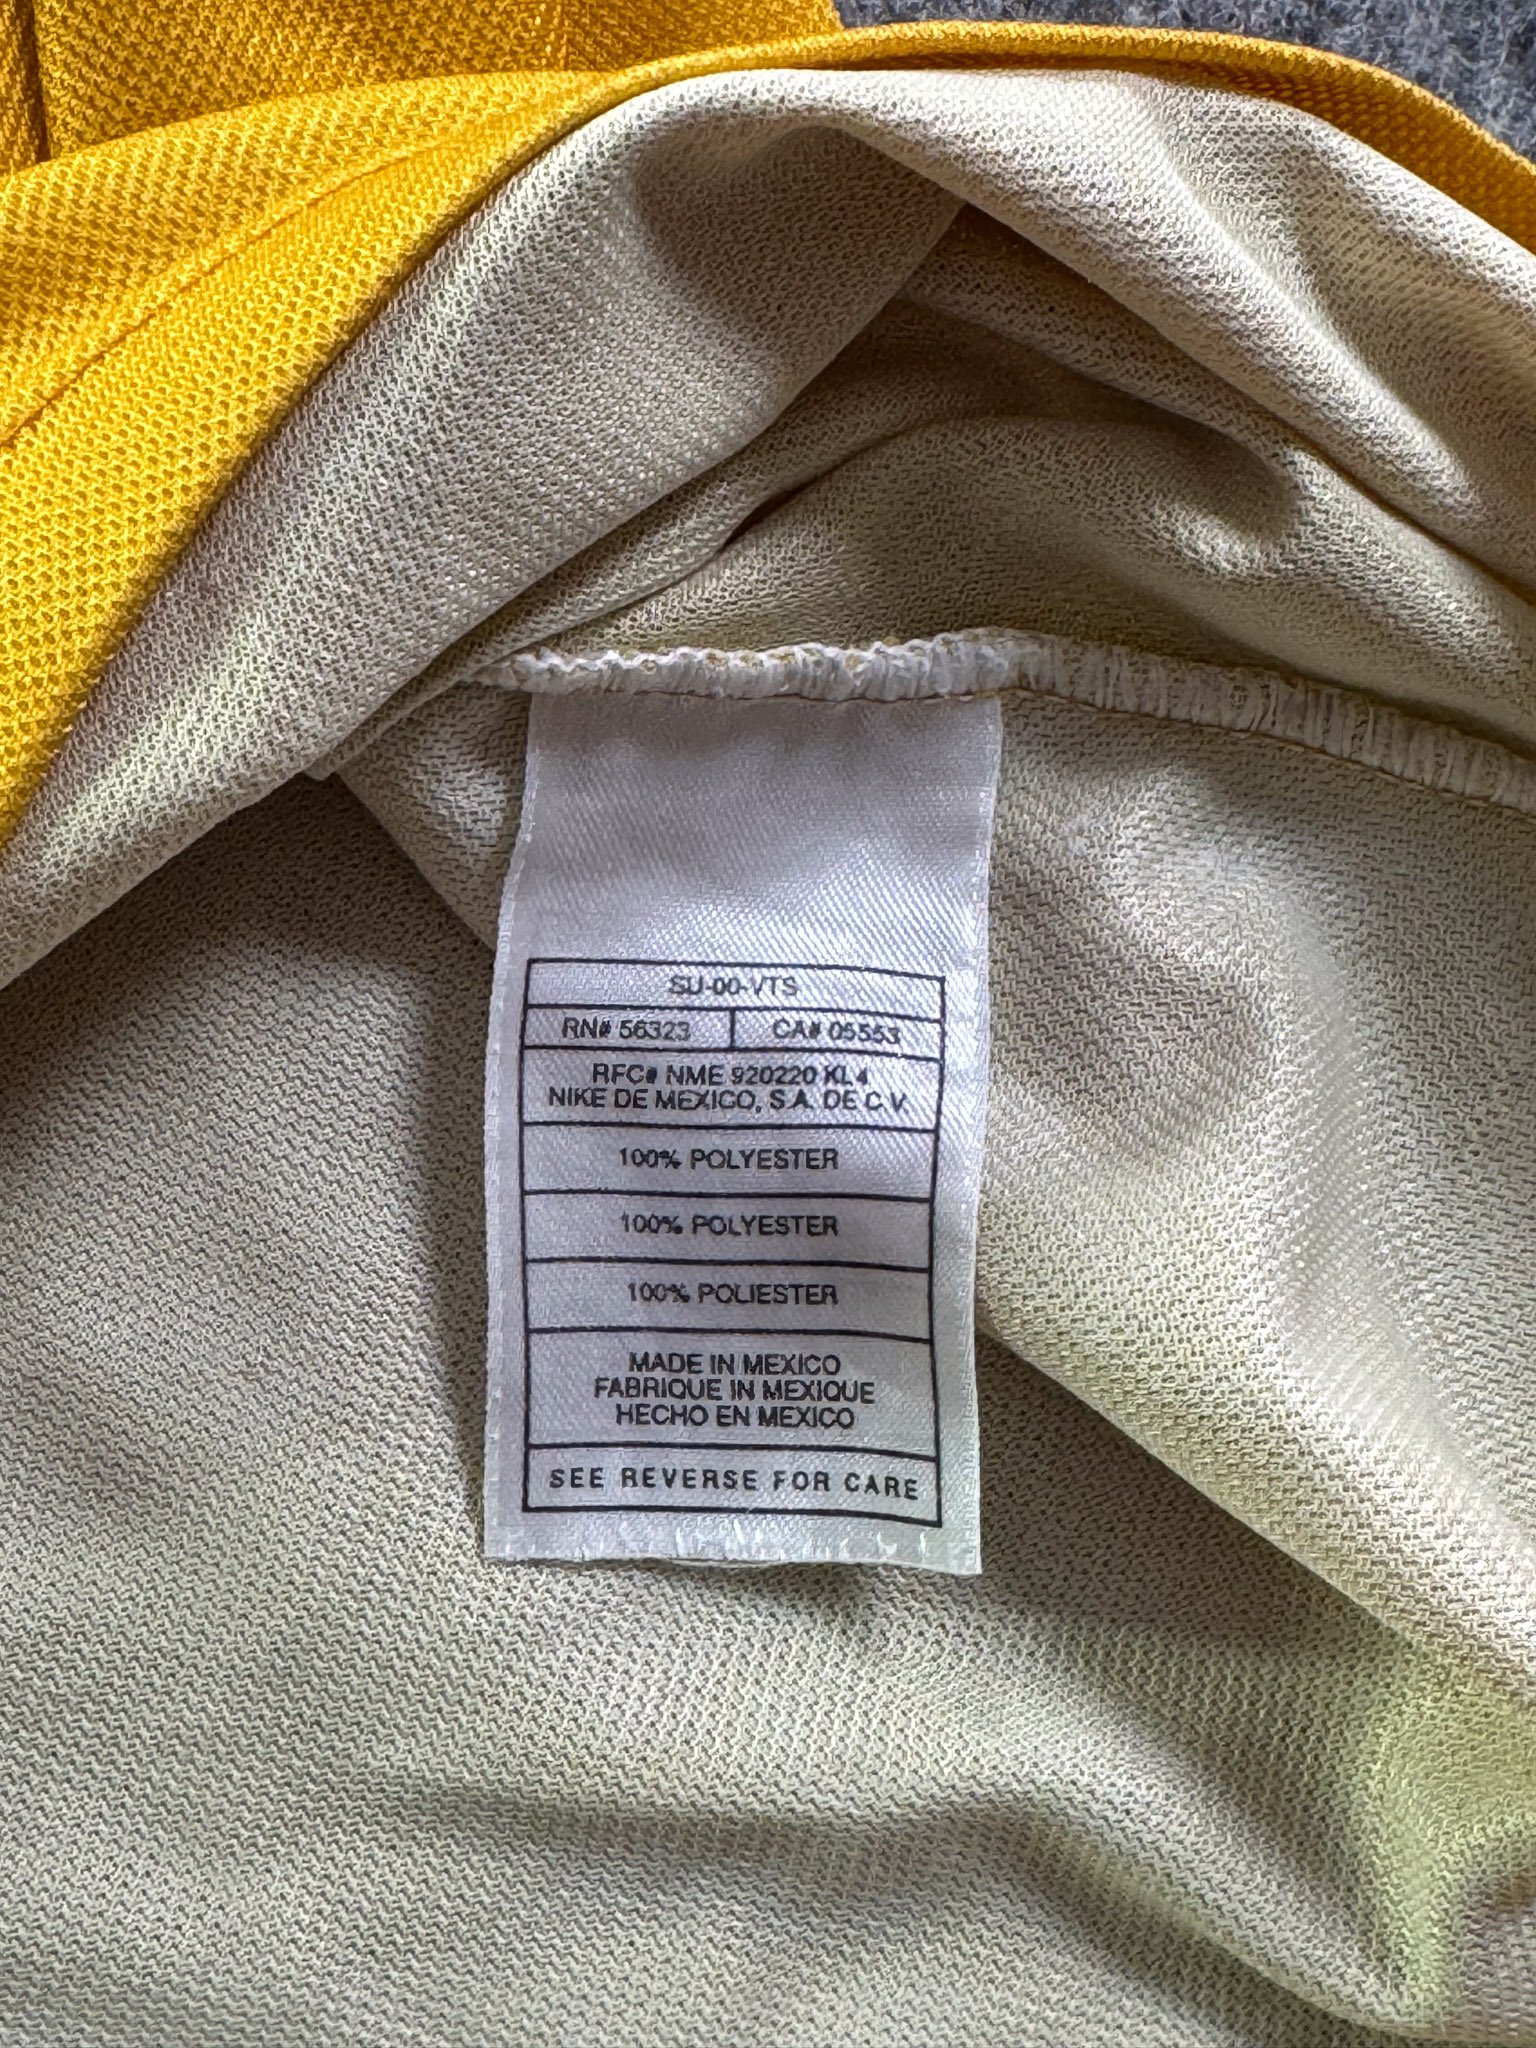 SU-00-VTS
RN# 56323 CA# 05553
RFC# NME 920220 KL4
NIKE DE MEXICO, S.A. DE C.V.
100% POLYESTER
100% POLYESTER
100% POLIESTER
MADE IN MEXICO
FABRIQUE IN MEXIQUE
HECHO EN MEXICO
SEE REVERSE FOR CARE